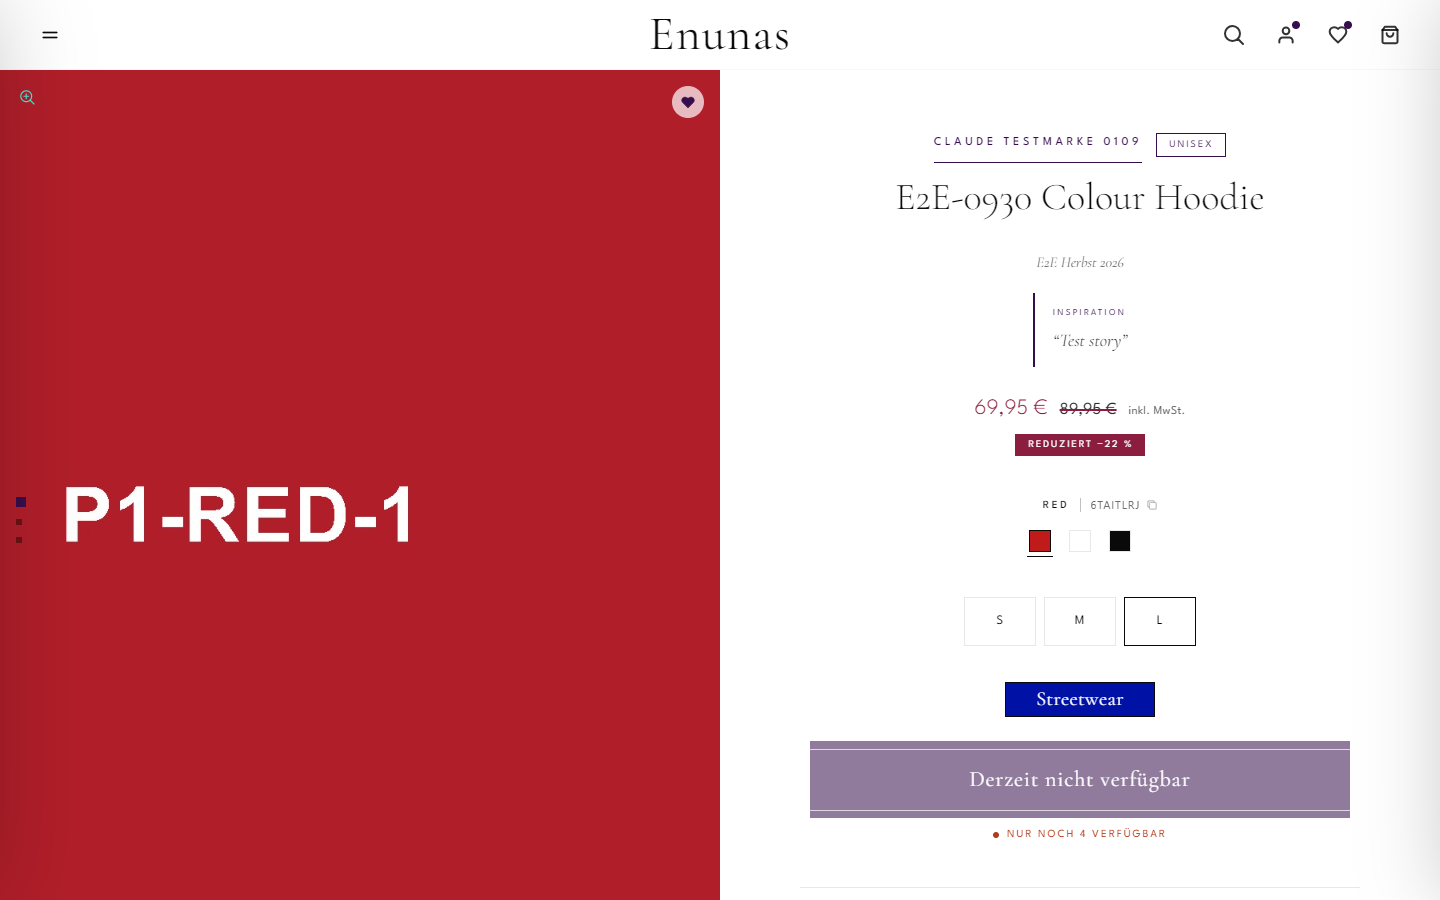 Enunas
P1-RED-1
CLAUDE TESTMARKE 0109 UNISEX
E2E-0930 Colour Hoodie
E2E Herbst 2026
INSPIRATION
“Test story”
69,95 € 89,95 € inkl. MwSt.
REDUZIERT −22 %
RED 6TAITLRJ
S M L
Streetwear
Derzeit nicht verfügbar
NUR NOCH 4 VERFÜGBAR